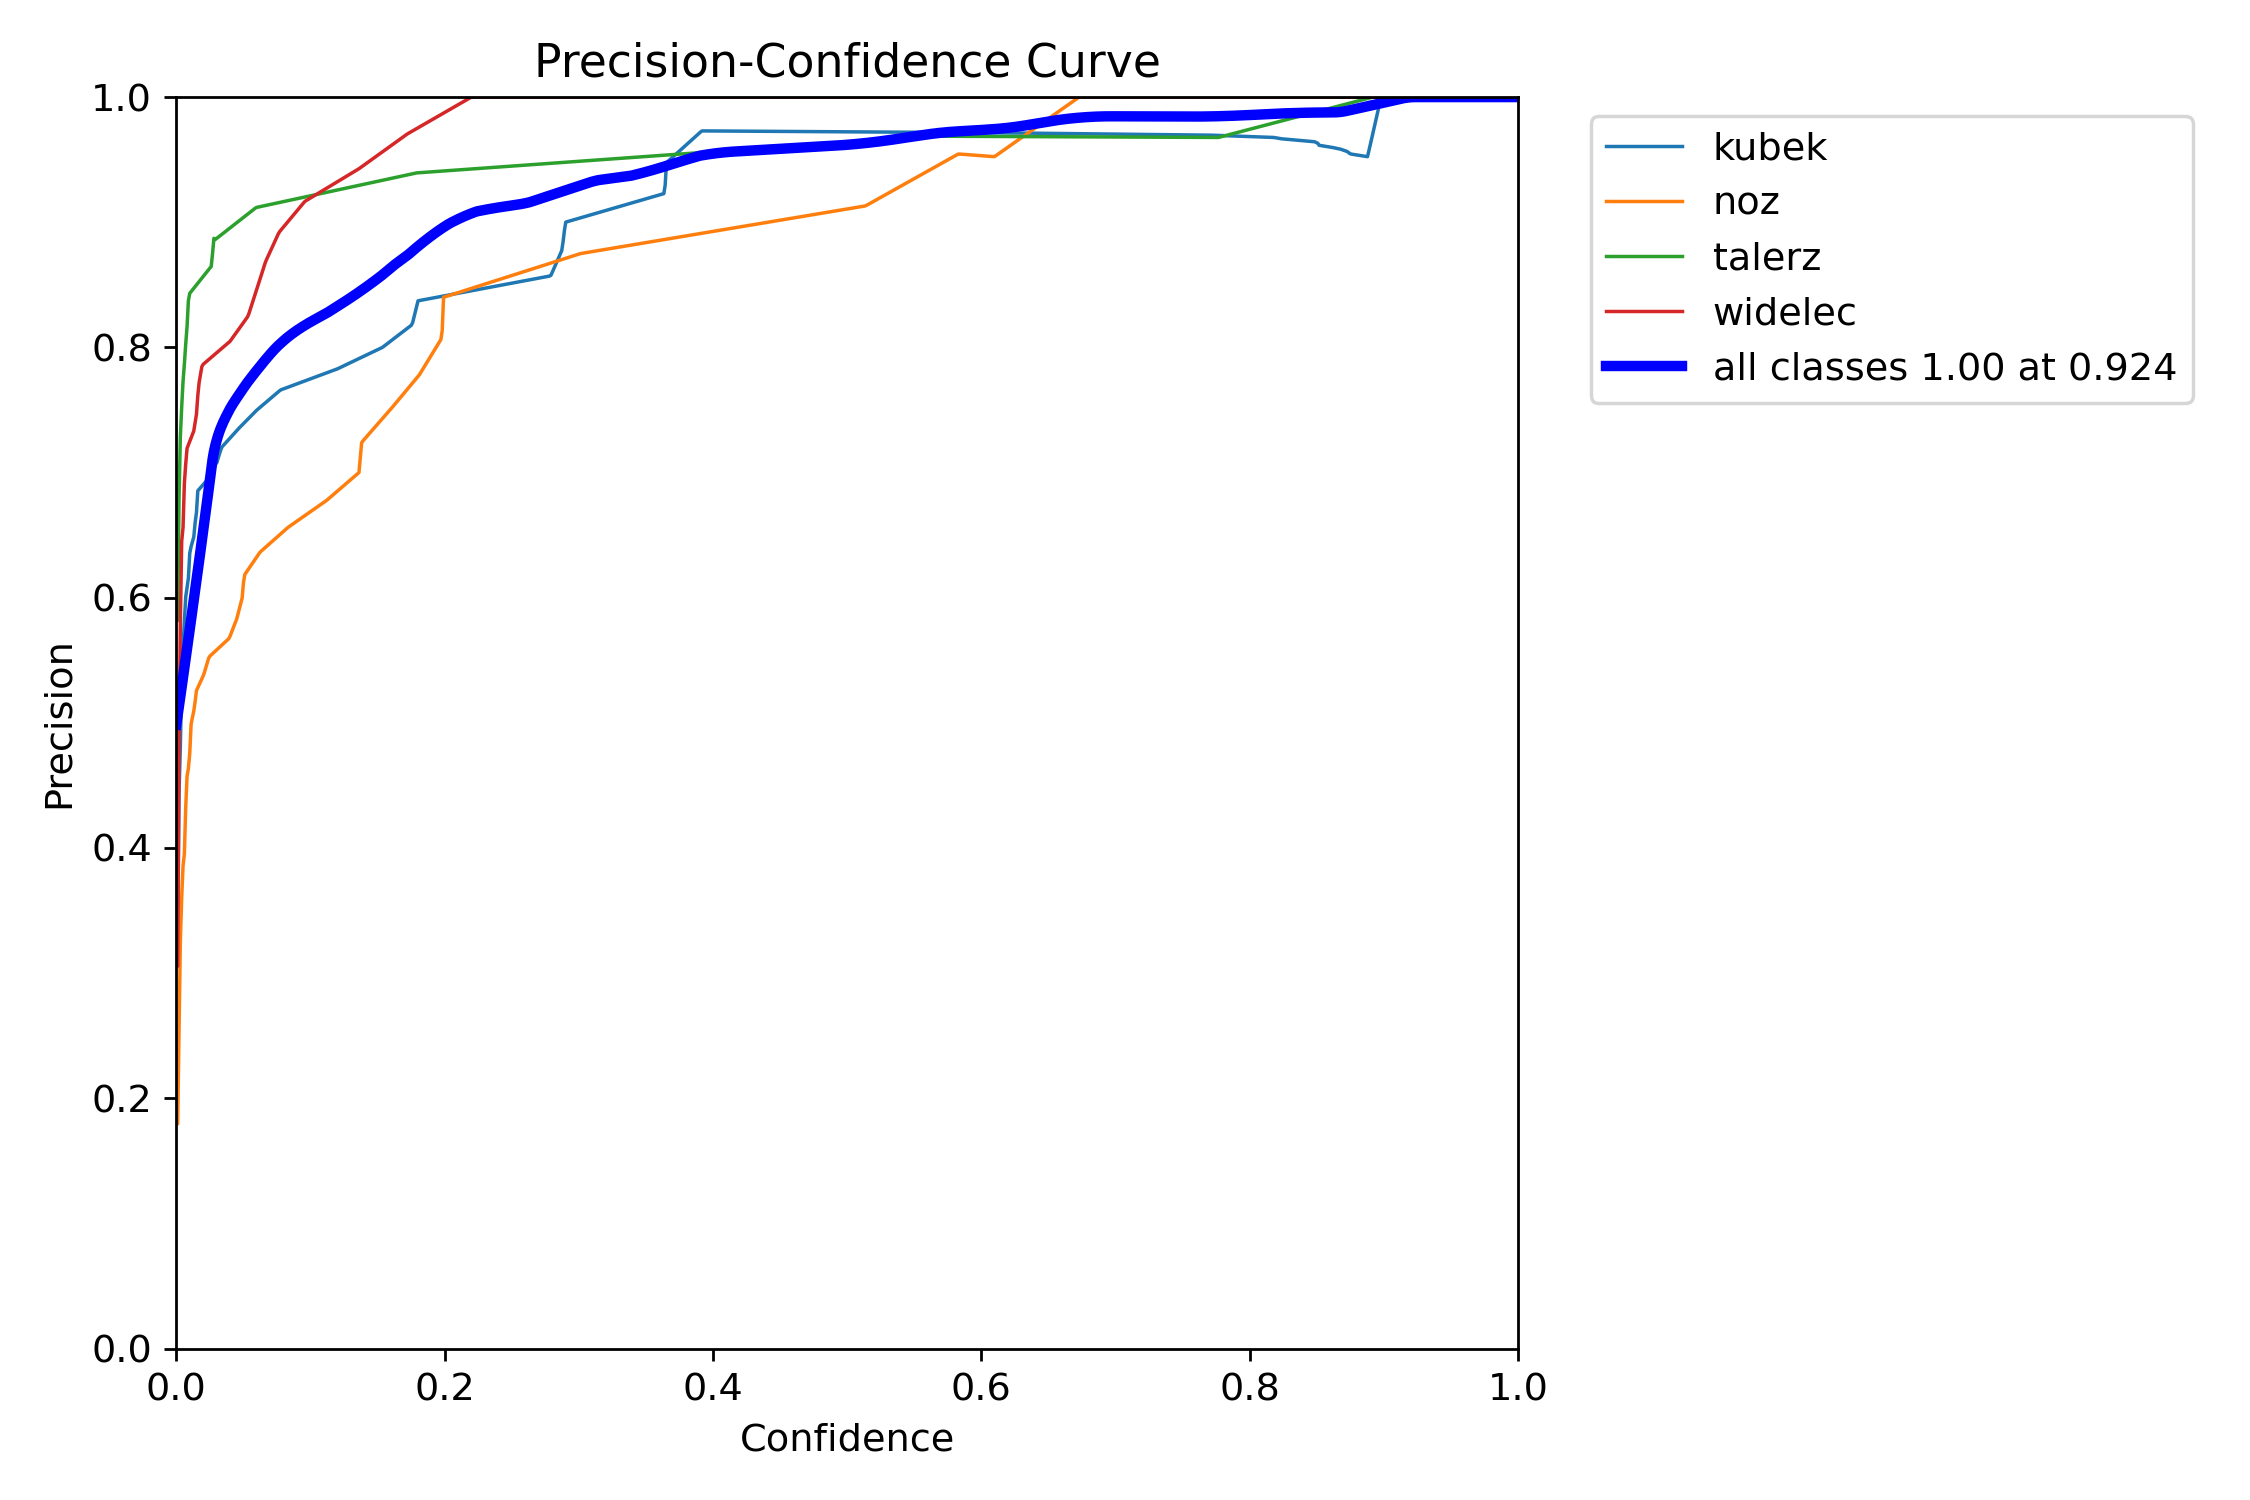 Precision-Confidence Curve
1.0
0.8
0.6
0.4
0.2
0.0
Precision
0.0 0.2 0.4 0.6 0.8 1.0
Confidence
kubek
noz
talerz
widelec
all classes 1.00 at 0.924